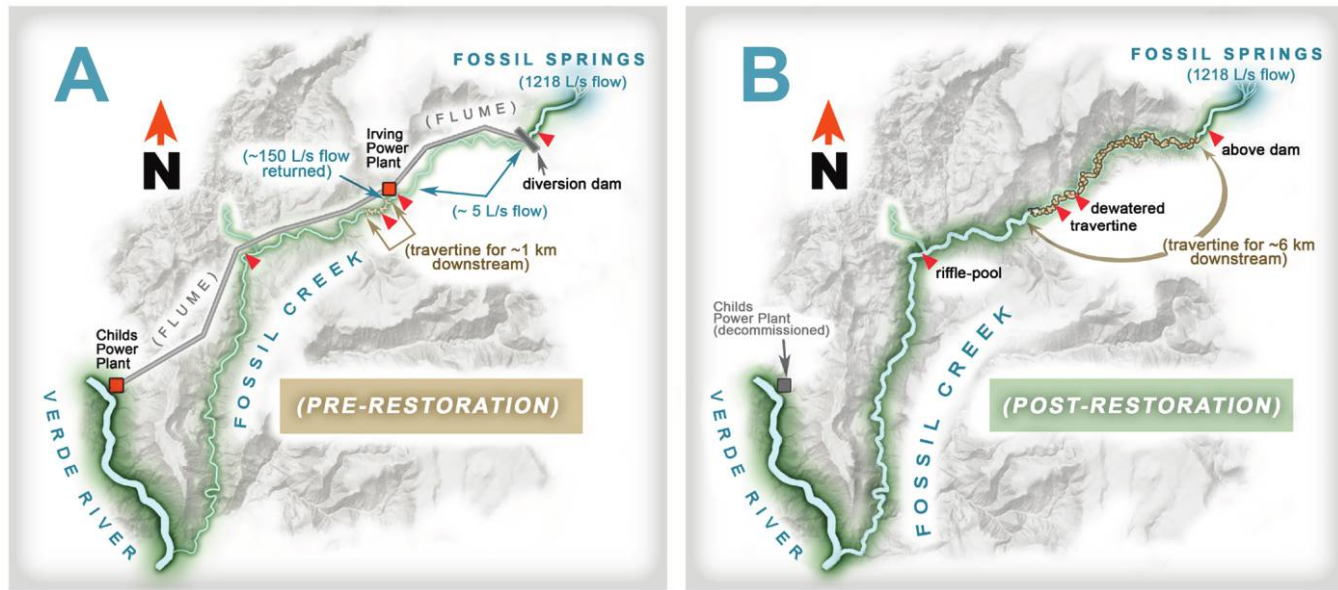 A
FOSSIL SPRINGS
(1218 L/s flow)
(FLUME)
Irving
Power
Plant
(~150 L/s flow
returned)
diversion dam
(~ 5 L/s flow)
N
(travertine for ~1 km
downstream)
(FLUME)
FOSSIL CREEK
Childs
Power
Plant
(PRE-RESTORATION)
VERDE RIVER
B
FOSSIL SPRINGS
(1218 L/s flow)
N
above dam
dewatered
travertine
(travertine for ~6 km
downstream)
riffle-pool
Childs
Power Plant
(decommissioned)
FOSSIL CREEK
(POST-RESTORATION)
VERDE RIVER